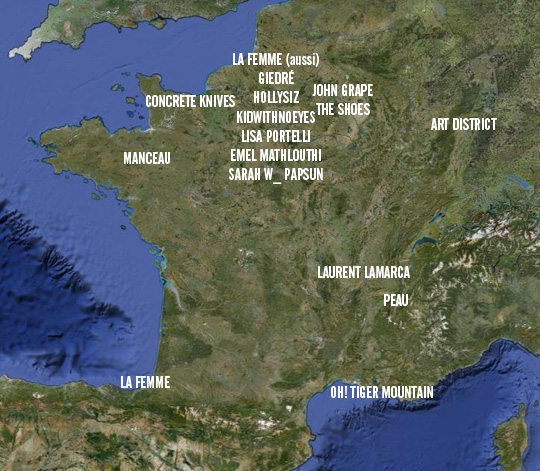 LA FEMME (aussi)
GIEDRÉ
HOLLYSIZ
JOHN GRAPE
CONCRETE KNIVES
THE SHOES
KIDWITHNOEYES
ART DISTRICT
LISA PORTELLI
MANCEAU
EMEL MATHLOUTHI
SARAH W_ PAPSUN
LAURENT LAMARCA
PEAU
LA FEMME
OH! TIGER MOUNTAIN